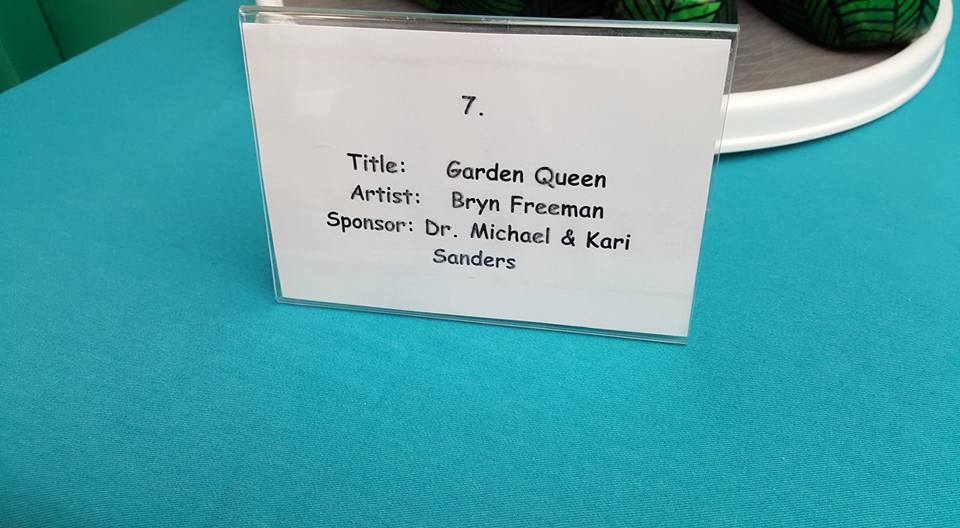 7.
Title: Garden Queen
Artist: Bryn Freeman
Sponsor: Dr. Michael & Kari
Sanders